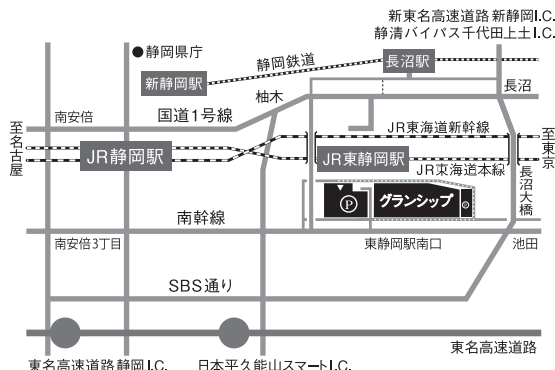 新東名高速道路 新静岡I.C.
静清バイパス千代田上土I.C.
●静岡県庁
静岡鉄道
長沼駅
新静岡駅
柚木
長沼
南安倍
国道1号線
至名古屋
JR東海道新幹線
至東京
JR静岡駅
JR東静岡駅
JR東海道本線
長沼大橋
P
グランシップ
南幹線
南安倍3丁目
東静岡駅南口
池田
SBS通り
東名高速道路
東名高速道路 静岡I.C.
日本平久能山スマートI.C.